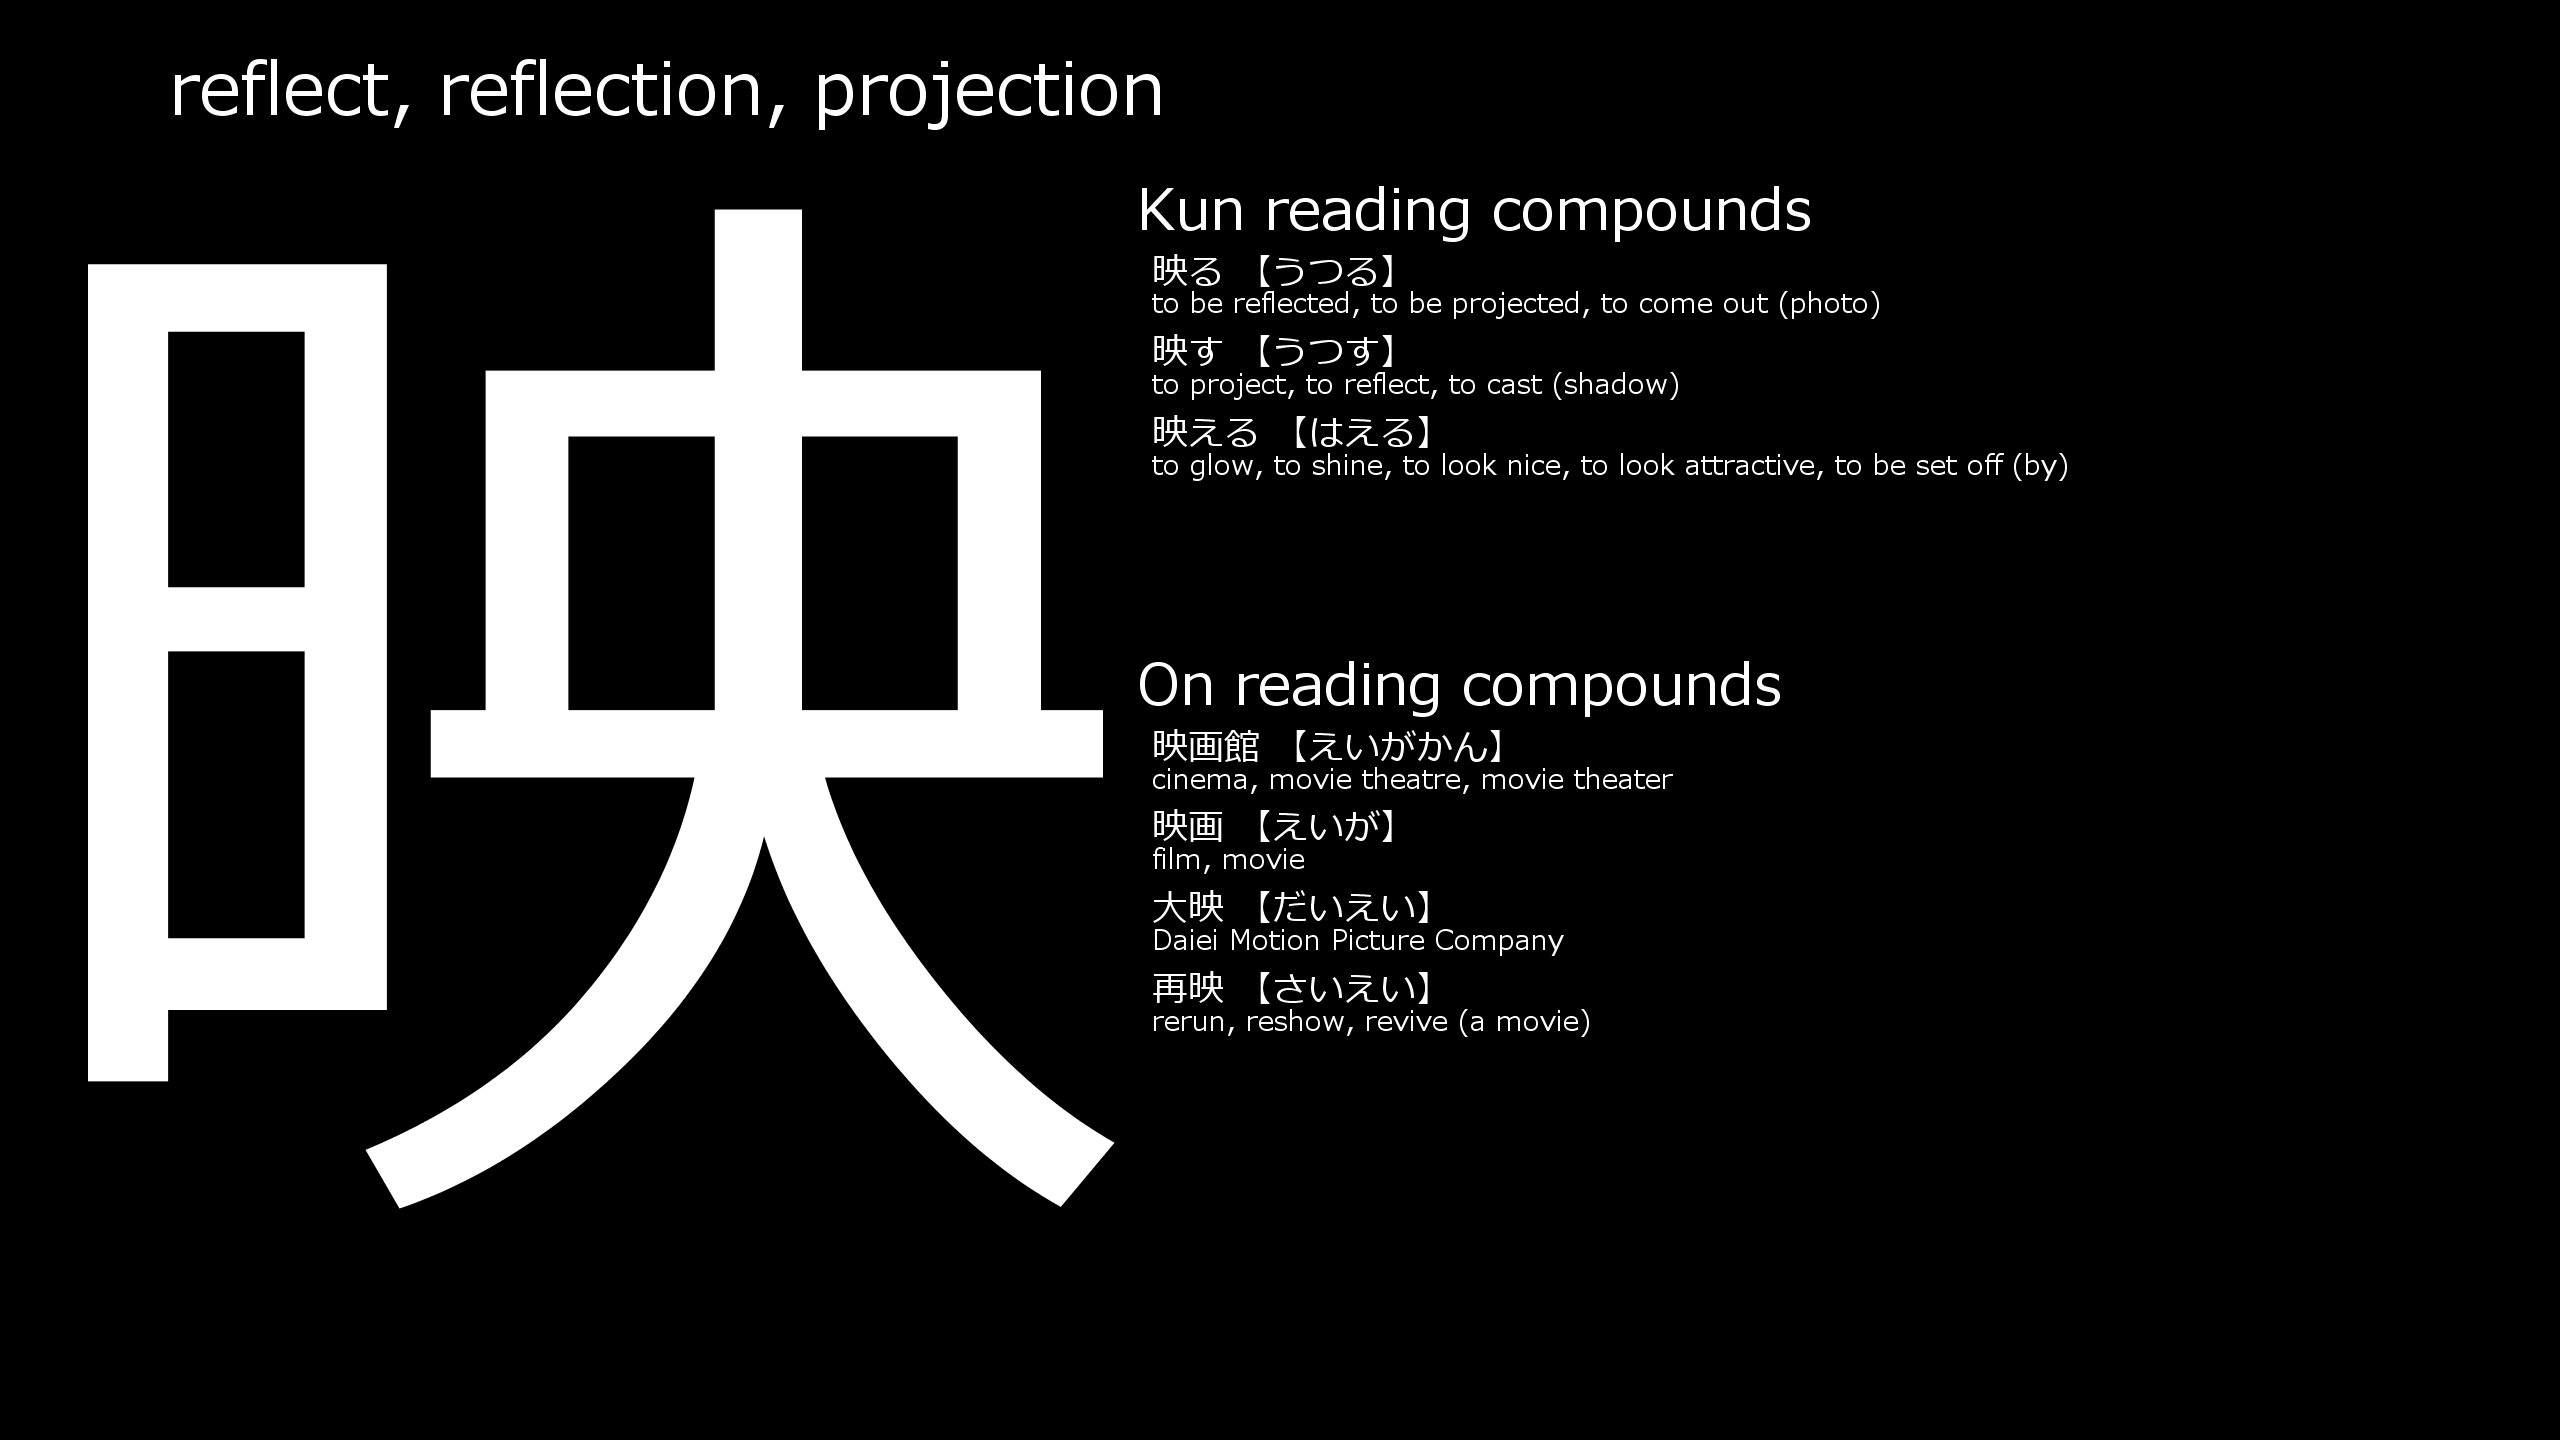 reflect, reflection, projection
映
Kun reading compounds
映る 【うつる】
to be reflected, to be projected, to come out (photo)
映す 【うつす】
to project, to reflect, to cast (shadow)
映える 【はえる】
to glow, to shine, to look nice, to look attractive, to be set off (by)
On reading compounds
映画館 【えいがかん】
cinema, movie theatre, movie theater
映画 【えいが】
film, movie
大映 【だいえい】
Daiei Motion Picture Company
再映 【さいえい】
rerun, reshow, revive (a movie)